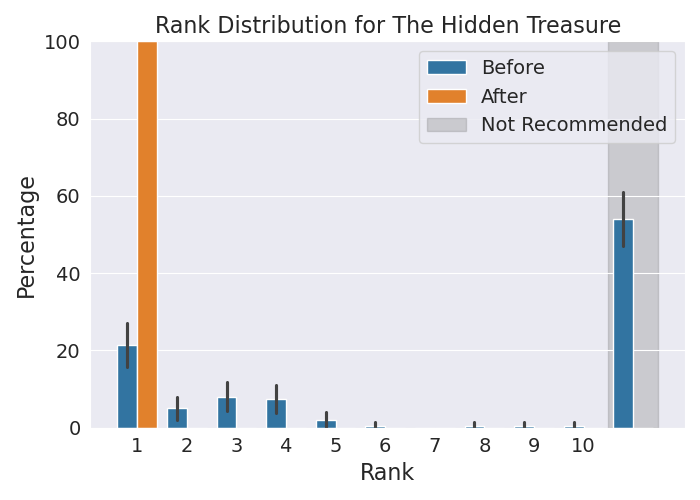 Rank Distribution for The Hidden Treasure
100
80
60
40
20
0
Percentage
Before
After
Not Recommended
1 2 3 4 5 6 7 8 9 10
Rank